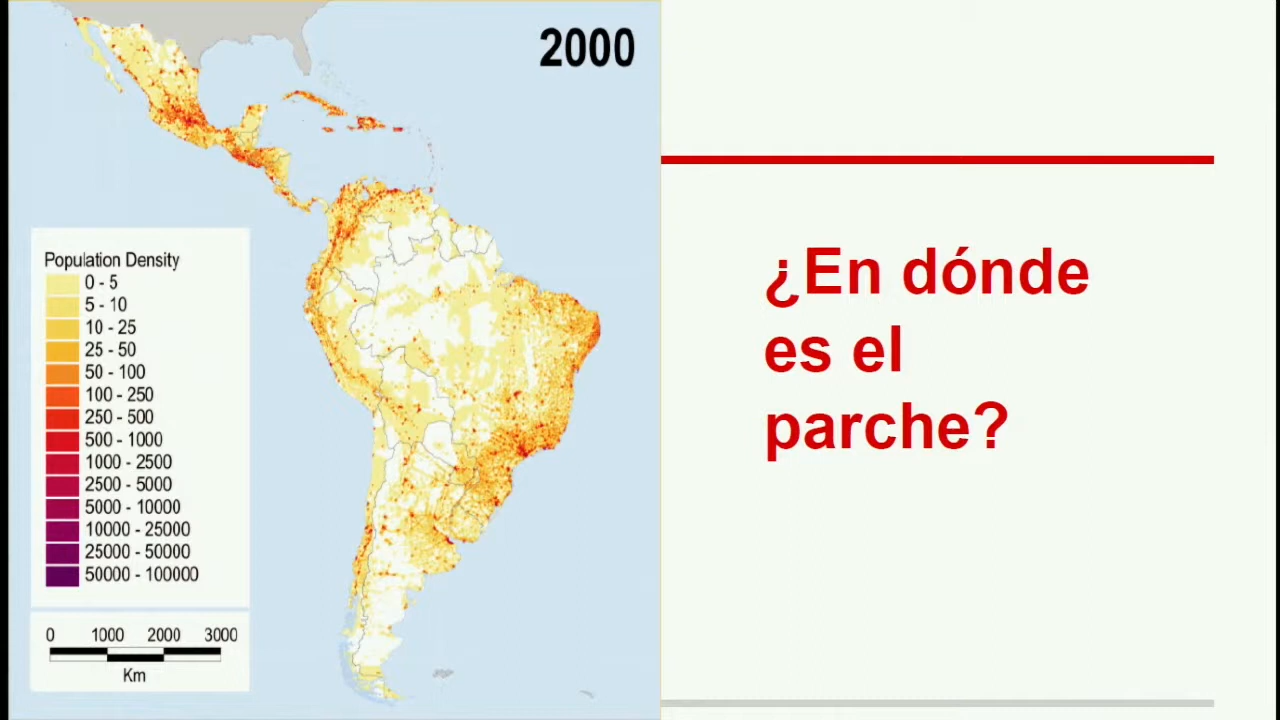 2000
Population Density
0 - 5
5 - 10
10 - 25
25 - 50
50 - 100
100 - 250
250 - 500
500 - 1000
1000 - 2500
2500 - 5000
5000 - 10000
10000 - 25000
25000 - 50000
50000 - 100000
0 1000 2000 3000
Km
¿En dónde
es el
parche?